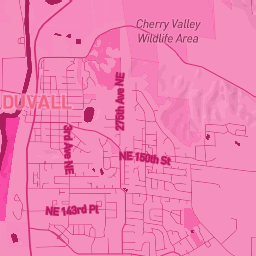 Cherry Valley
Wildlife Area
275th Ave NE
DUVALL
3rd Ave NE
NE 150th St
NE 143rd Pl